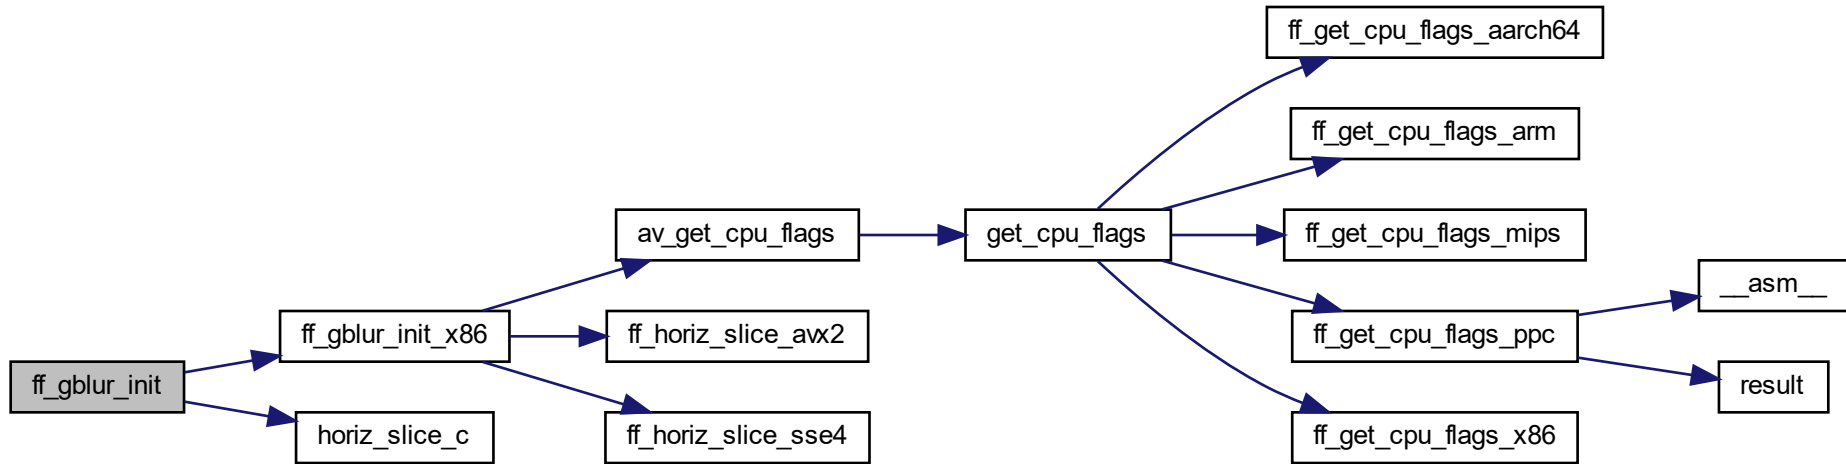 ff_gblur_init
ff_gblur_init_x86
horiz_slice_c
av_get_cpu_flags
ff_horiz_slice_avx2
ff_horiz_slice_sse4
get_cpu_flags
ff_get_cpu_flags_aarch64
ff_get_cpu_flags_arm
ff_get_cpu_flags_mips
ff_get_cpu_flags_ppc
ff_get_cpu_flags_x86
__asm__
result